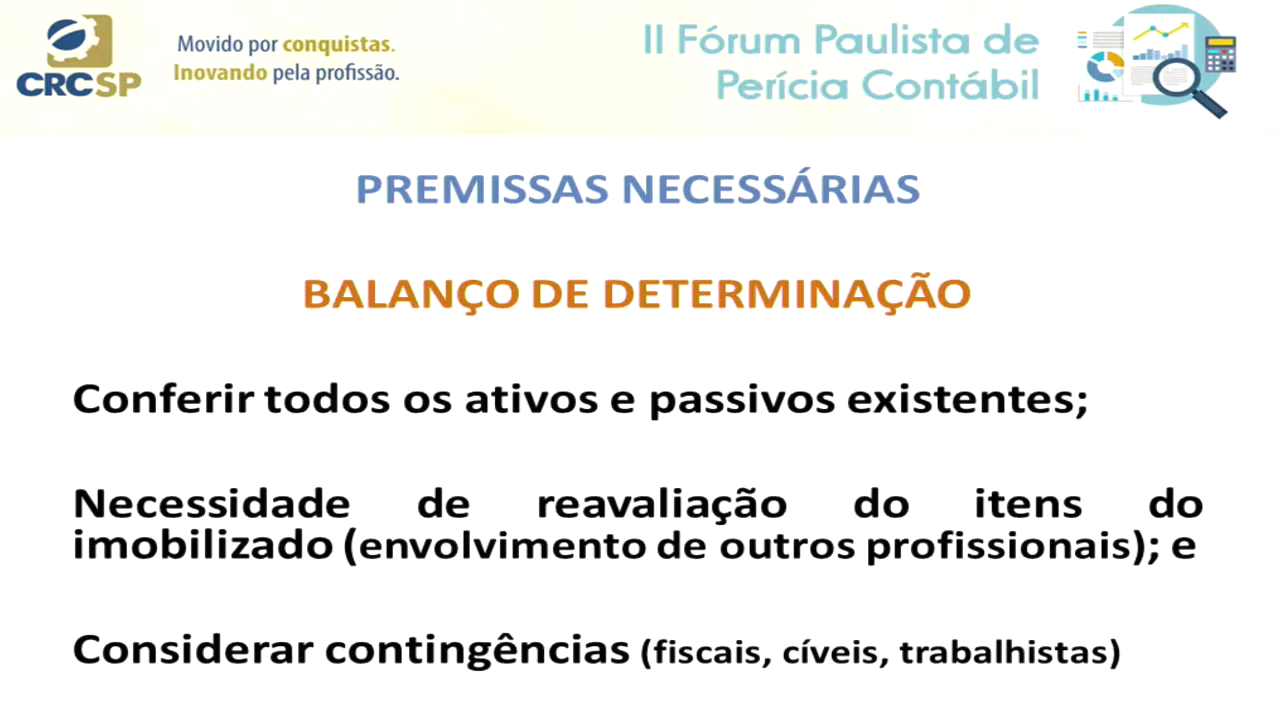 CRCSP
Movido por conquistas.
Inovando pela profissão.
II Fórum Paulista de
Perícia Contábil
PREMISSAS NECESSÁRIAS
BALANÇO DE DETERMINAÇÃO
Conferir todos os ativos e passivos existentes;
Necessidade de reavaliação do itens do
imobilizado (envolvimento de outros profissionais); e
Considerar contingências (fiscais, cíveis, trabalhistas)